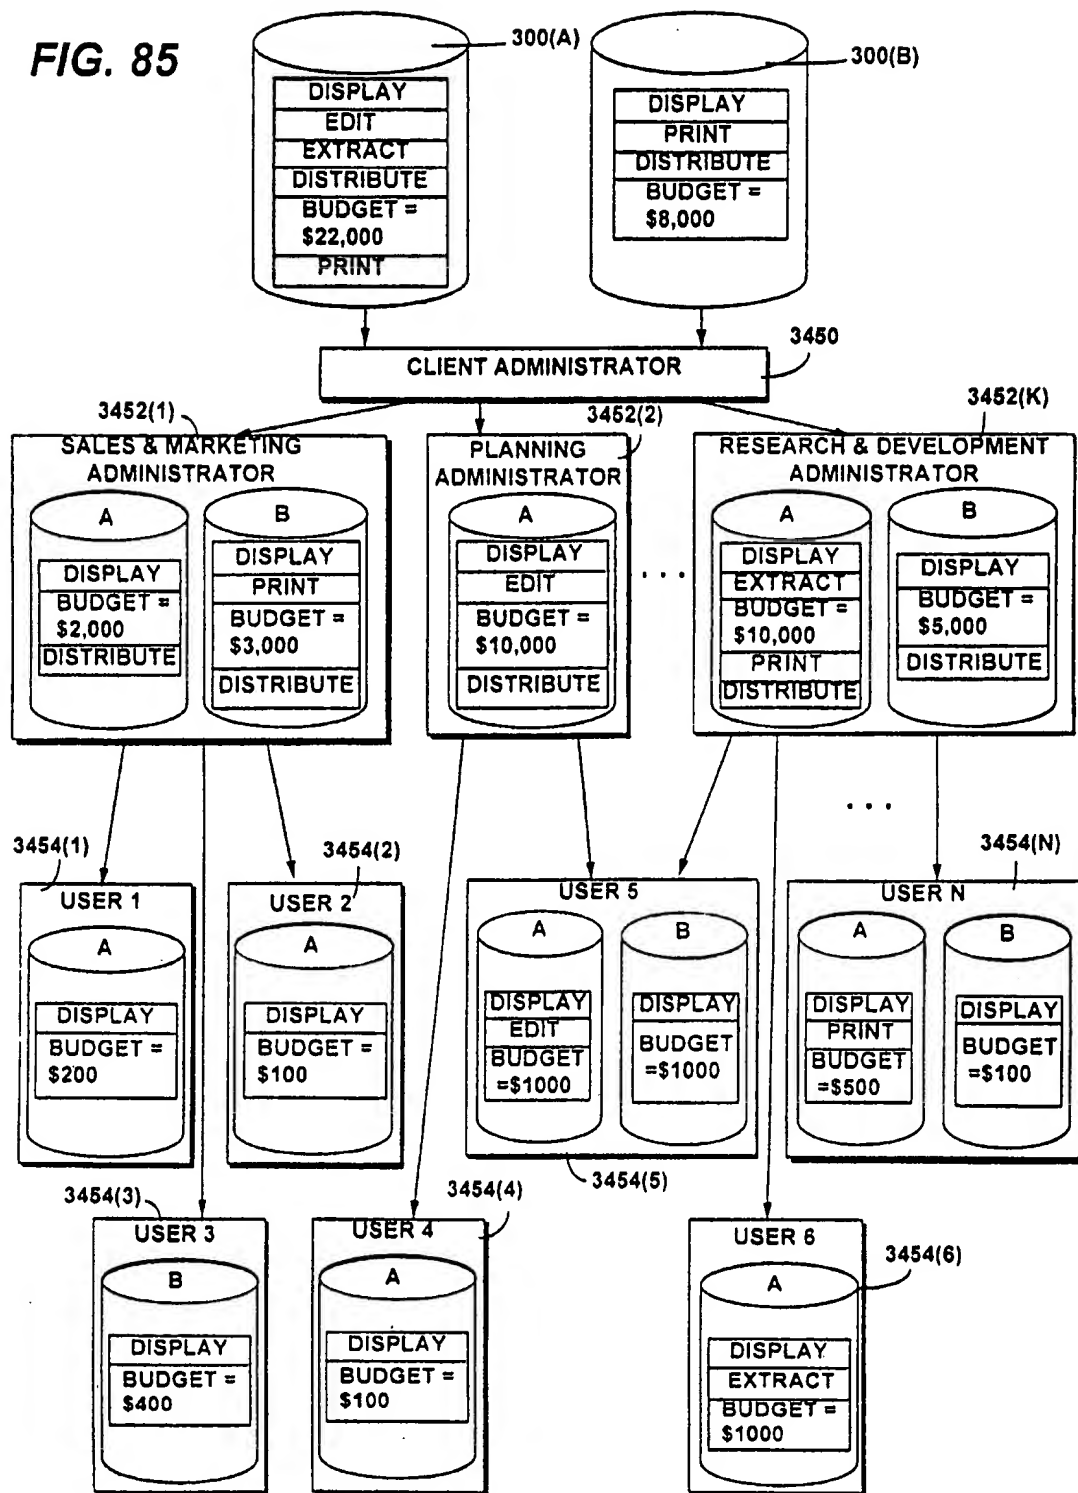 FIG. 85
300(A)
300(B)
DISPLAY
EDIT
EXTRACT
DISTRIBUTE
BUDGET =
$22,000
PRINT
DISPLAY
PRINT
DISTRIBUTE
BUDGET =
$8,000
CLIENT ADMINISTRATOR
3450
3452(1)
SALES & MARKETING
ADMINISTRATOR
A
DISPLAY
BUDGET =
$2,000
DISTRIBUTE
B
DISPLAY
PRINT
BUDGET =
$3,000
DISTRIBUTE
3452(2)
PLANNING
ADMINISTRATOR
A
DISPLAY
EDIT
BUDGET =
$10,000
DISTRIBUTE
. . .
3452(K)
RESEARCH & DEVELOPMENT
ADMINISTRATOR
A
DISPLAY
EXTRACT
BUDGET =
$10,000
PRINT
DISTRIBUTE
B
DISPLAY
BUDGET =
$5,000
DISTRIBUTE
. . .
3454(1)
USER 1
A
DISPLAY
BUDGET =
$200
3454(2)
USER 2
A
DISPLAY
BUDGET =
$100
USER 5
A
DISPLAY
EDIT
BUDGET
=$1000
B
DISPLAY
BUDGET
=$1000
3454(5)
3454(N)
USER N
A
DISPLAY
PRINT
BUDGET
=$500
B
DISPLAY
BUDGET
=$100
3454(3)
USER 3
B
DISPLAY
BUDGET =
$400
3454(4)
USER 4
A
DISPLAY
BUDGET =
$100
USER 6
3454(6)
A
DISPLAY
EXTRACT
BUDGET =
$1000